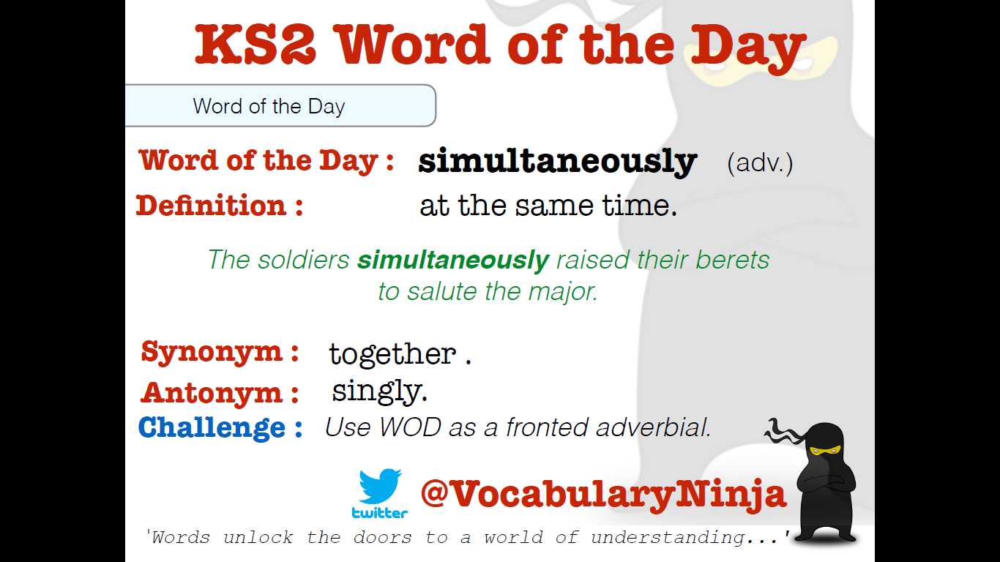 KS2 Word of the Day
Word of the Day
Word of the Day : simultaneously (adv.)
Definition : at the same time.
The soldiers simultaneously raised their berets
to salute the major.
Synonym : together .
Antonym : singly.
Challenge : Use WOD as a fronted adverbial.
twitter @VocabularyNinja
'Words unlock the doors to a world of understanding...'